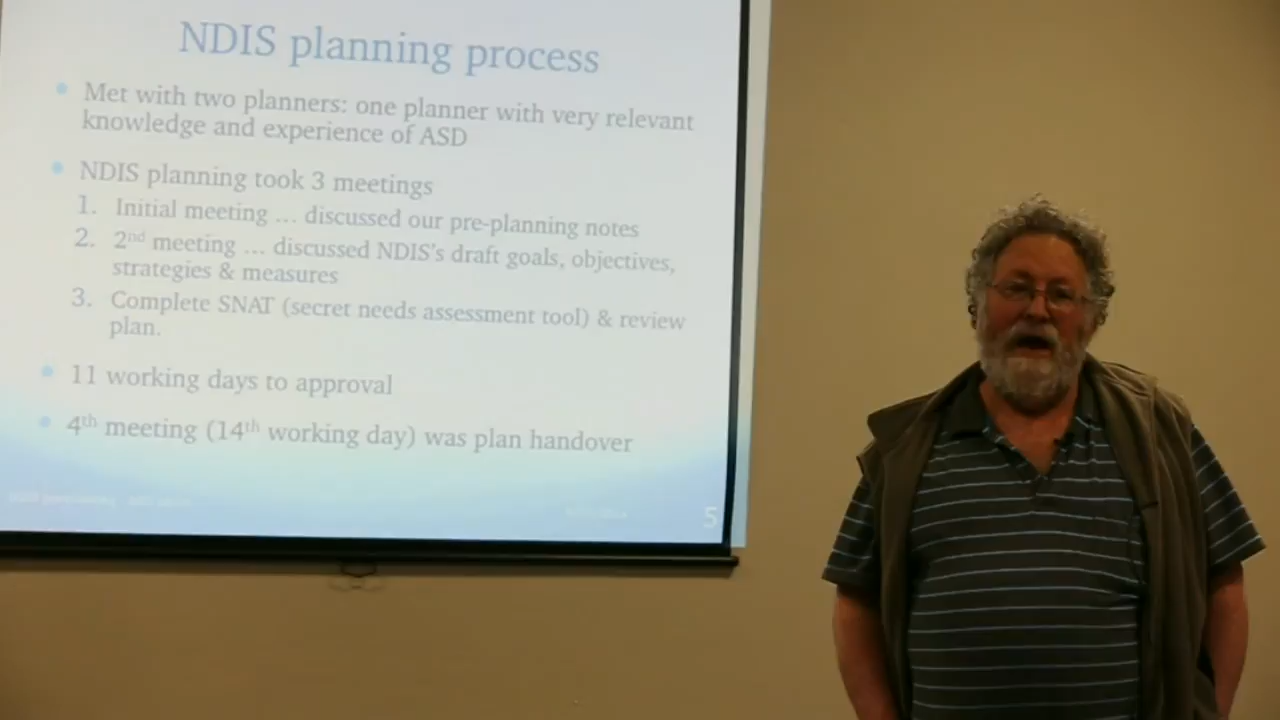 NDIS planning process
• Met with two planners: one planner with very relevant
knowledge and experience of ASD
• NDIS planning took 3 meetings
1. Initial meeting … discussed our pre-planning notes
2. 2nd meeting … discussed NDIS's draft goals, objectives,
strategies & measures
3. Complete SNAT (secret needs assessment tool) & review
plan.
• 11 working days to approval
• 4th meeting (14th working day) was plan handover
5